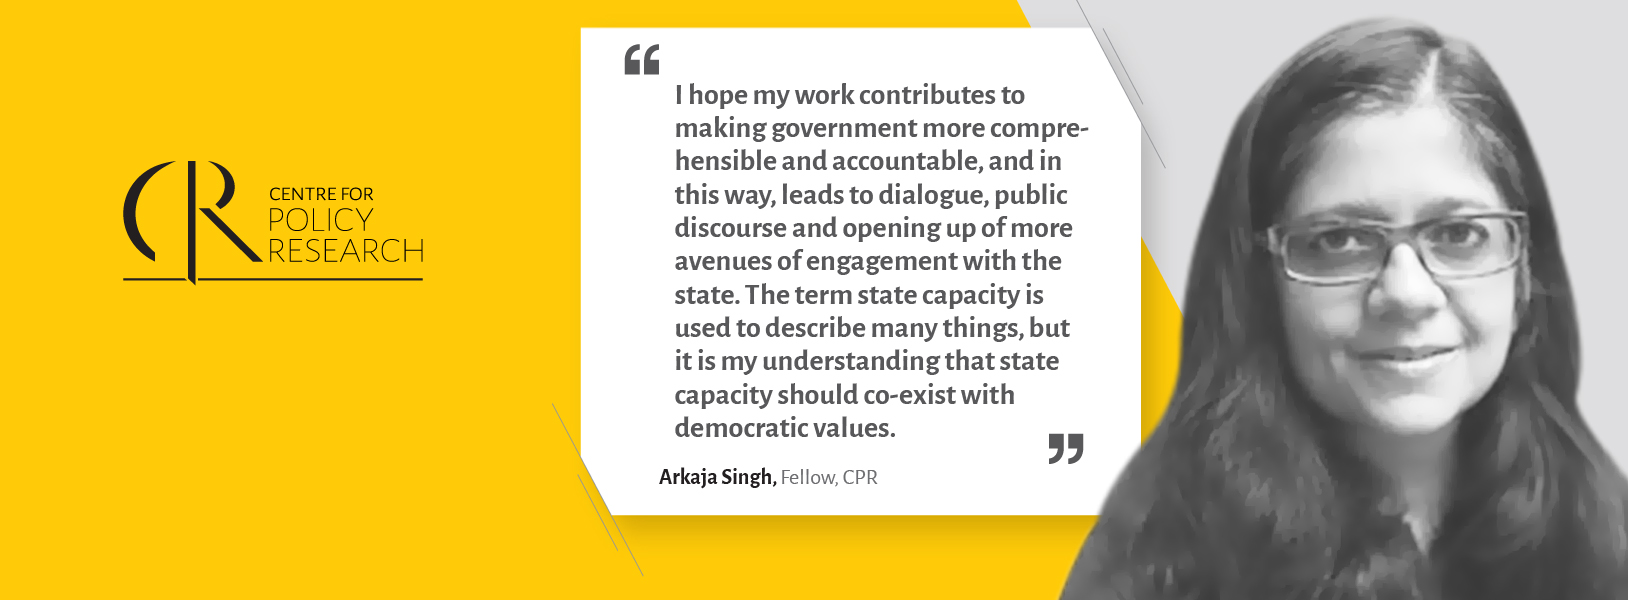 CENTRE FOR
POLICY
RESEARCH
“
I hope my work contributes to
making government more compre-
hensible and accountable, and in
this way, leads to dialogue, public
discourse and opening up of more
avenues of engagement with the
state. The term state capacity is
used to describe many things, but
it is my understanding that state
capacity should co-exist with
democratic values.
”
Arkaja Singh, Fellow, CPR